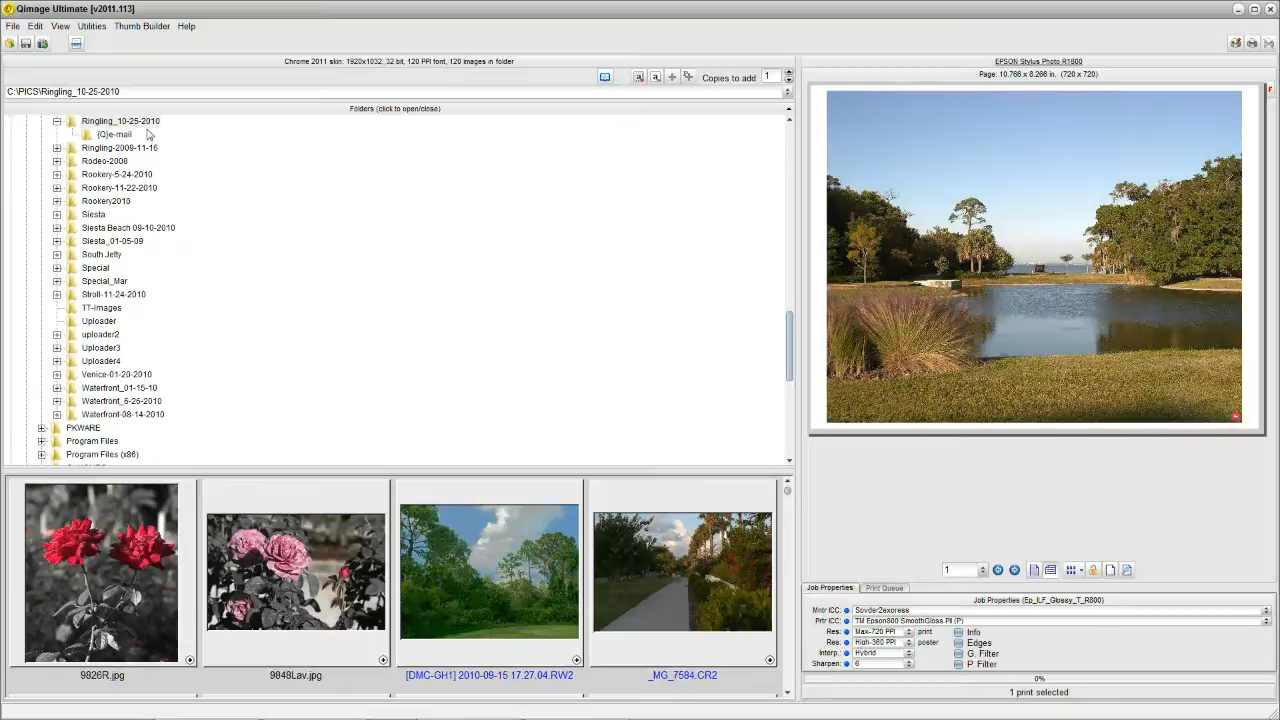 Qimage Ultimate [v2011.113]
File Edit View Utilities Thumb Builder Help
Chrome 2011 skin: 1920x1032, 32 bit, 120 PPI font, 120 images in folder
Copies to add 1
C:\PICS\Ringling_10-25-2010
Folders (click to open/close)
Ringling_10-25-2010
{Q}e-mail
Ringling-2009-11-16
Rodeo-2008
Rookery-5-24-2010
Rookery-11-22-2010
Rookery2010
Siesta
Siesta Beach 09-10-2010
Siesta_01-05-09
South Jetty
Special
Special_Mar
Stroll-11-24-2010
TT-Images
Uploader
uploader2
Uploader3
Uploader4
Venice-01-20-2010
Waterfront_01-15-10
Waterfront_6-26-2010
Waterfront-08-14-2010
PKWARE
Program Files
Program Files (x86)
9826R.jpg
9848Lav.jpg
[DMC-GH1] 2010-09-15 17.27.04.RW2
_MG_7584.CR2
EPSON Stylus Photo R1800
Page: 10.766 x 8.266 in. (720 x 720)
1
Job Properties Print Queue
Job Properties (Ep_ILF_Glossy_T_R800)
Mntr ICC: Spyder2express
Prtr ICC: TM Epson800 SmoothGloss PII (P)
Res: Max-720 PPI print Info
Res: High-360 PPI poster Edges
Interp.: Hybrid G. Filter
Sharpen: 6 P. Filter
0%
1 print selected